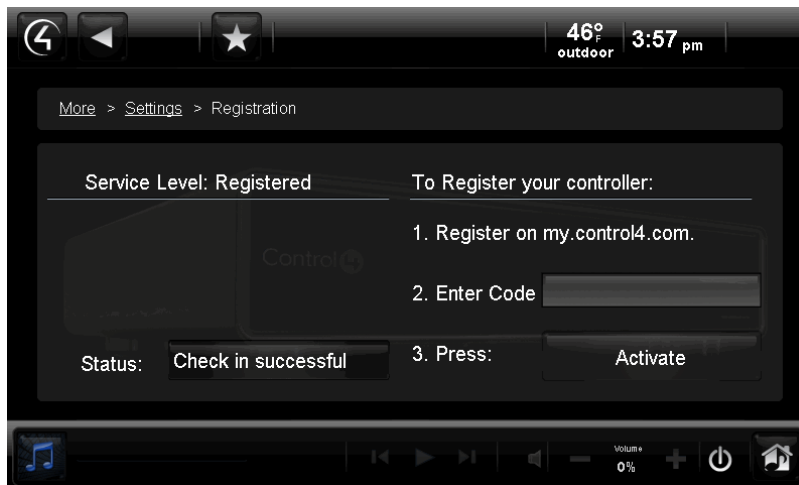 46°F
outdoor
3:57 pm
More > Settings > Registration
Service Level: Registered
To Register your controller:
1. Register on my.control4.com.
Control4
2. Enter Code
Status:
Check in successful
3. Press:
Activate
Volume
0%